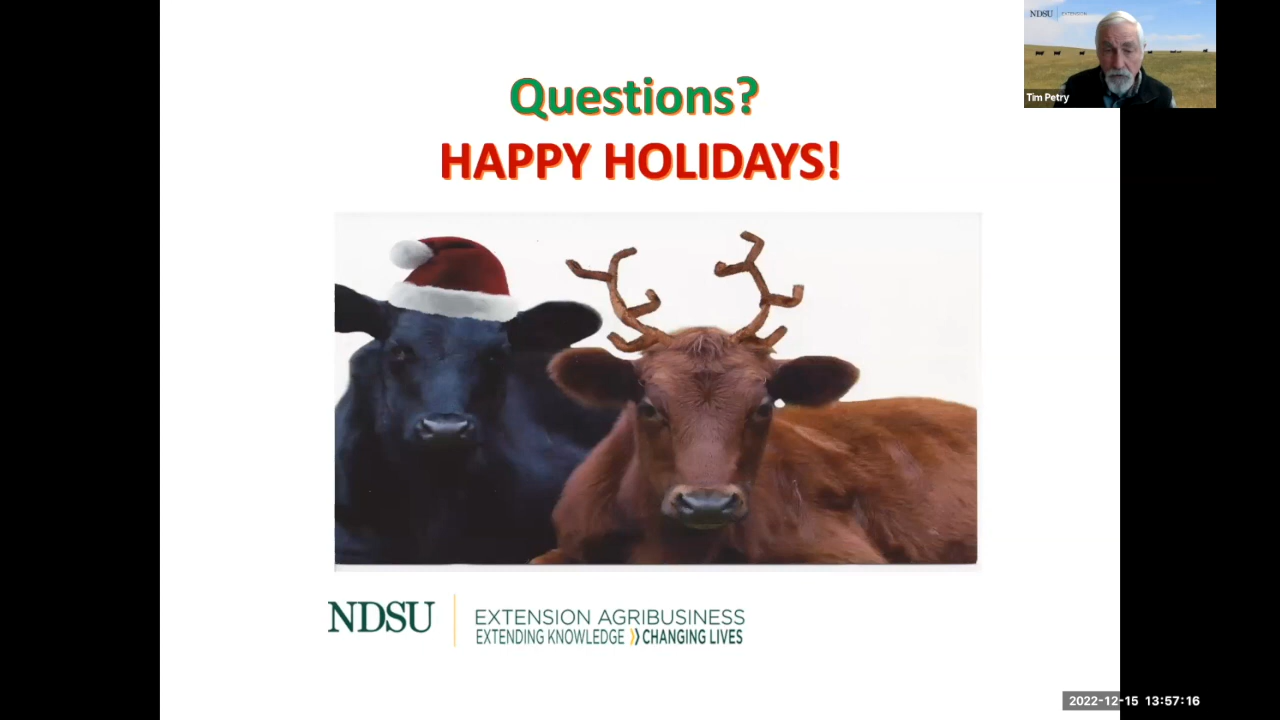 NDSU EXTENSION
Tim Petry
Questions?
HAPPY HOLIDAYS!
NDSU
EXTENSION AGRIBUSINESS
EXTENDING KNOWLEDGE CHANGING LIVES
2022-12-15 13:57:16